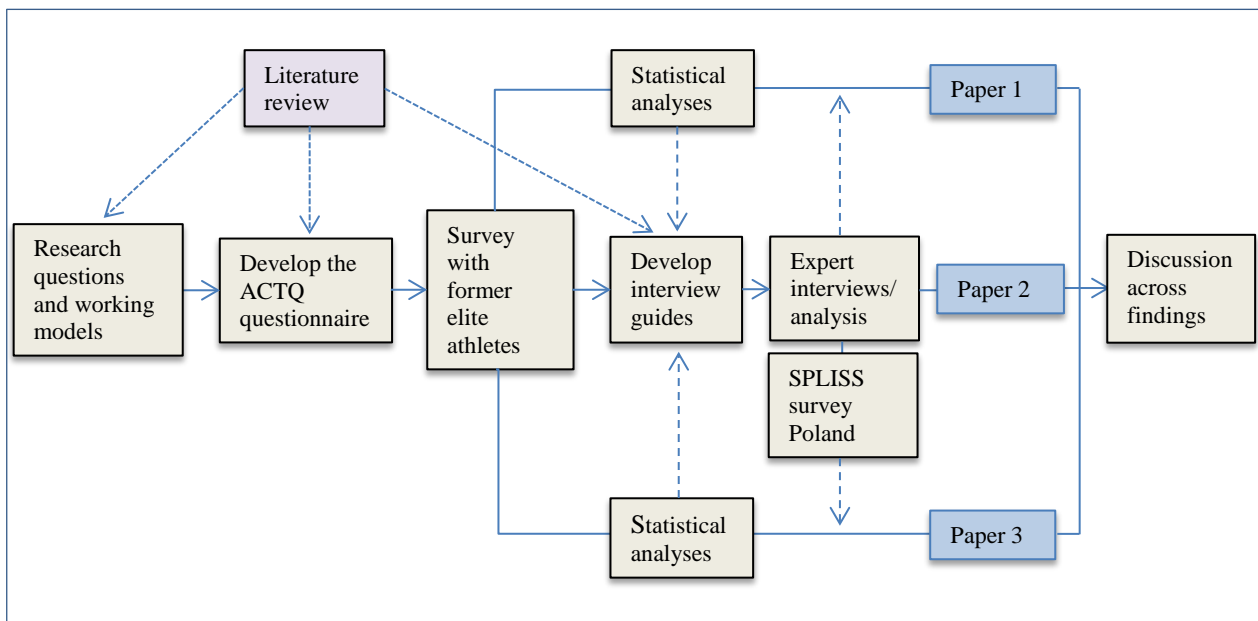 Literature
review
Statistical
analyses
Paper 1
Research
questions
and working
models
Develop the
ACTQ
questionnaire
Survey
with
former
elite
athletes
Develop
interview
guides
Expert
interviews/
analysis
Paper 2
Discussion
across
findings
SPLISS
survey
Poland
Statistical
analyses
Paper 3